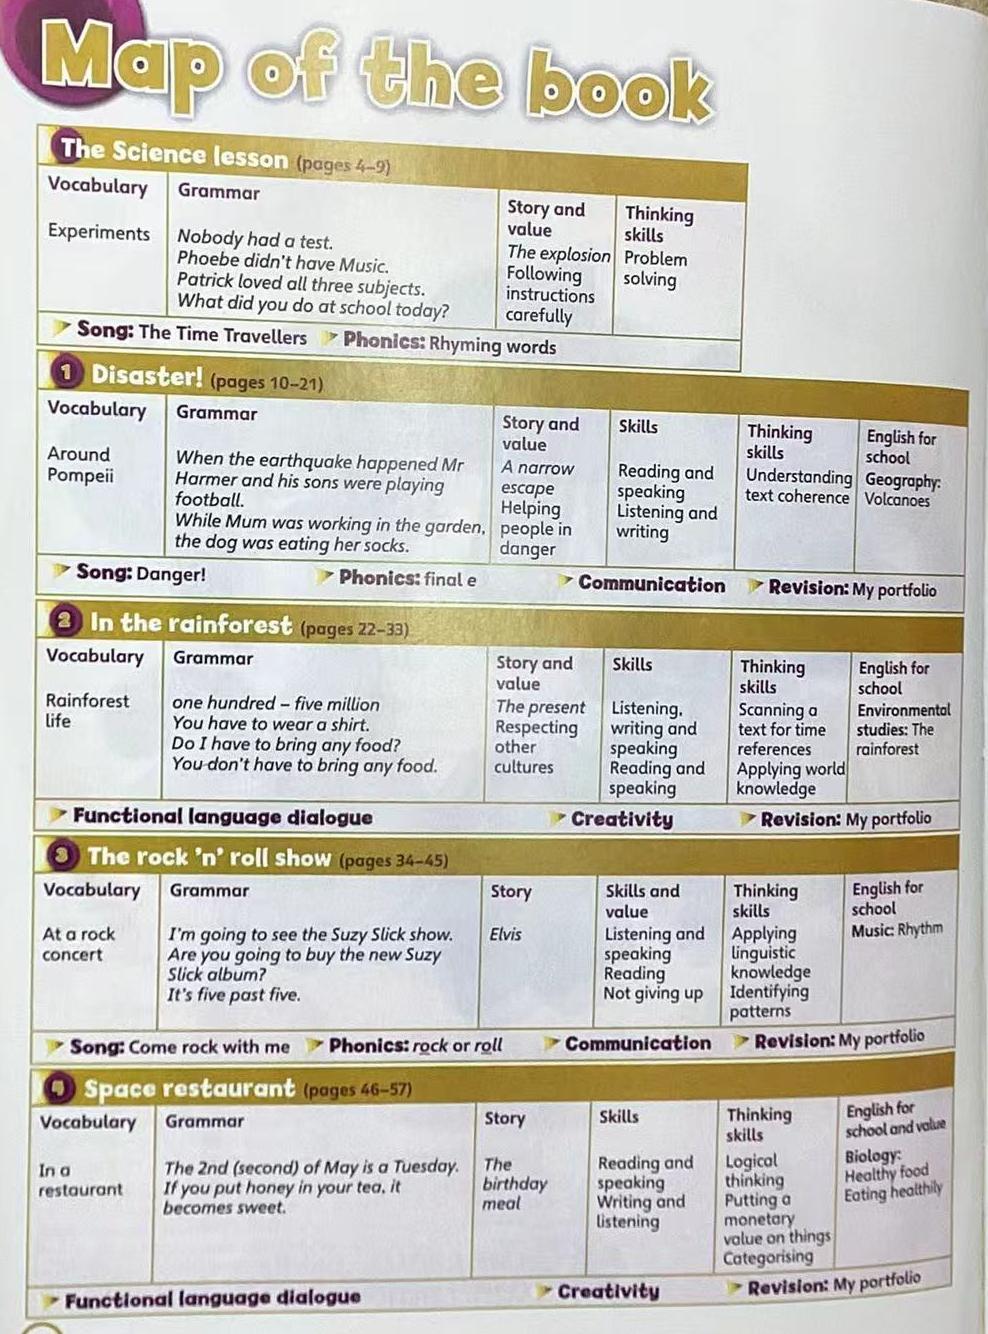 Map of the book
The Science lesson (pages 4–9)
Vocabulary
Experiments
Grammar
Nobody had a test.
Phoebe didn't have Music.
Patrick loved all three subjects.
What did you do at school today?
Story and
value
The explosion
Following
instructions
carefully
Thinking
skills
Problem
solving
Song: The Time Travellers Phonics: Rhyming words
1 Disaster! (pages 10–21)
Vocabulary
Around
Pompeii
Grammar
When the earthquake happened Mr
Harmer and his sons were playing
football.
While Mum was working in the garden,
the dog was eating her socks.
Story and
value
A narrow
escape
Helping
people in
danger
Skills
Reading and
speaking
Listening and
writing
Thinking
skills
Understanding
text coherence
English for
school
Geography:
Volcanoes
Song: Danger! Phonics: final e Communication Revision: My portfolio
2 In the rainforest (pages 22–33)
Vocabulary
Rainforest
life
Grammar
one hundred – five million
You have to wear a shirt.
Do I have to bring any food?
You don't have to bring any food.
Story and
value
The present
Respecting
other
cultures
Skills
Listening,
writing and
speaking
Reading and
speaking
Thinking
skills
Scanning a
text for time
references
Applying world
knowledge
English for
school
Environmental
studies: The
rainforest
Functional language dialogue Creativity Revision: My portfolio
3 The rock 'n' roll show (pages 34–45)
Vocabulary
At a rock
concert
Grammar
I'm going to see the Suzy Slick show.
Are you going to buy the new Suzy
Slick album?
It's five past five.
Story
Elvis
Skills and
value
Listening and
speaking
Reading
Not giving up
Thinking
skills
Applying
linguistic
knowledge
Identifying
patterns
English for
school
Music: Rhythm
Song: Come rock with me Phonics: rock or roll Communication Revision: My portfolio
4 Space restaurant (pages 46–57)
Vocabulary
In a
restaurant
Grammar
The 2nd (second) of May is a Tuesday.
If you put honey in your tea, it
becomes sweet.
Story
The
birthday
meal
Skills
Reading and
speaking
Writing and
listening
Thinking
skills
Logical
thinking
Putting a
monetary
value on things
Categorising
English for
school and value
Biology:
Healthy food
Eating healthily
Functional language dialogue Creativity Revision: My portfolio